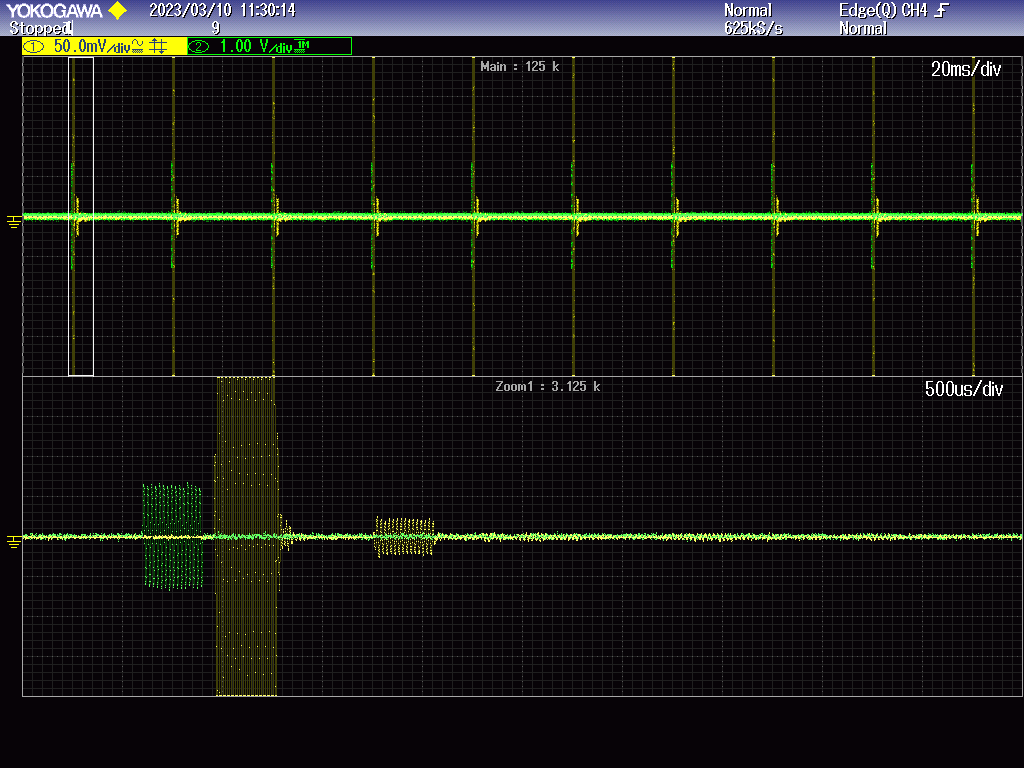 YOKOGAWA 2023/03/10 11:30:14 Normal Edge(Q) CH4
Stopped 9 625kS/s Normal
1 50.0mV/div 2 1.00 V/div 1M
Main : 125 k 20ms/div
Zoom1 : 3.125 k 500us/div